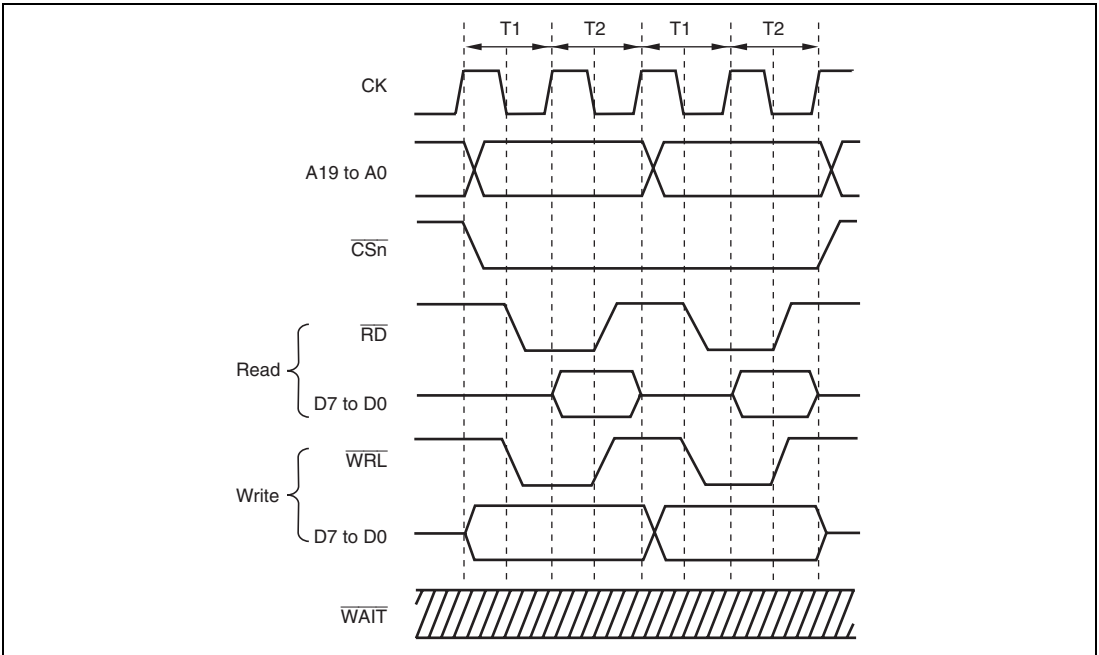 T1 T2 T1 T2
CK
A19 to A0
CSn
RD
Read
D7 to D0
WRL
Write
D7 to D0
WAIT